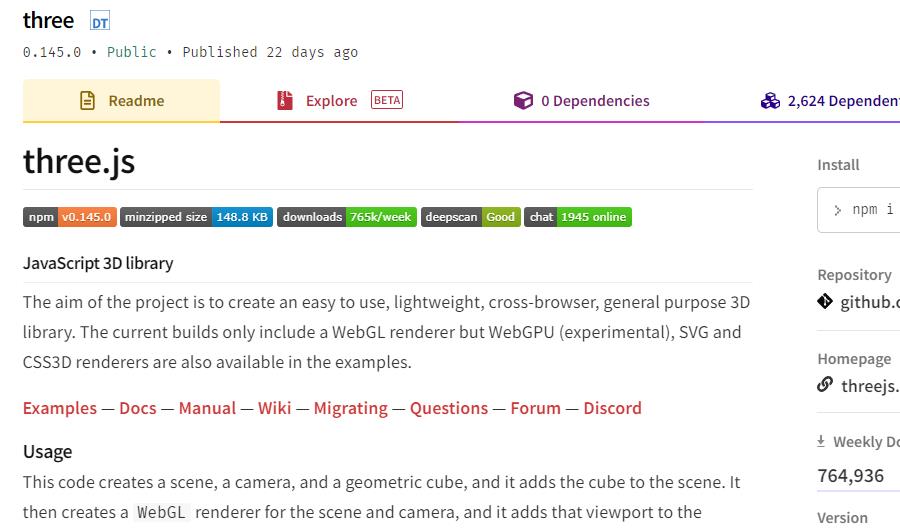 three DT
0.145.0 • Public • Published 22 days ago
Readme
Explore BETA
0 Dependencies
2,624
three.js
npm v0.145.0 minzipped size 148.8 KB downloads 765k/week deepscan Good chat 1945 online
JavaScript 3D library
The aim of the project is to create an easy to use, lightweight, cross-browser, general purpose 3D
library. The current builds only include a WebGL renderer but WebGPU (experimental), SVG and
CSS3D renderers are also available in the examples.
Examples — Docs — Manual — Wiki — Migrating — Questions — Forum — Discord
Usage
This code creates a scene, a camera, and a geometric cube, and it adds the cube to the scene. It
then creates a WebGL renderer for the scene and camera, and it adds that viewport to the
Install
> npm i
Repository
Homepage
Weekly
764,936
Version